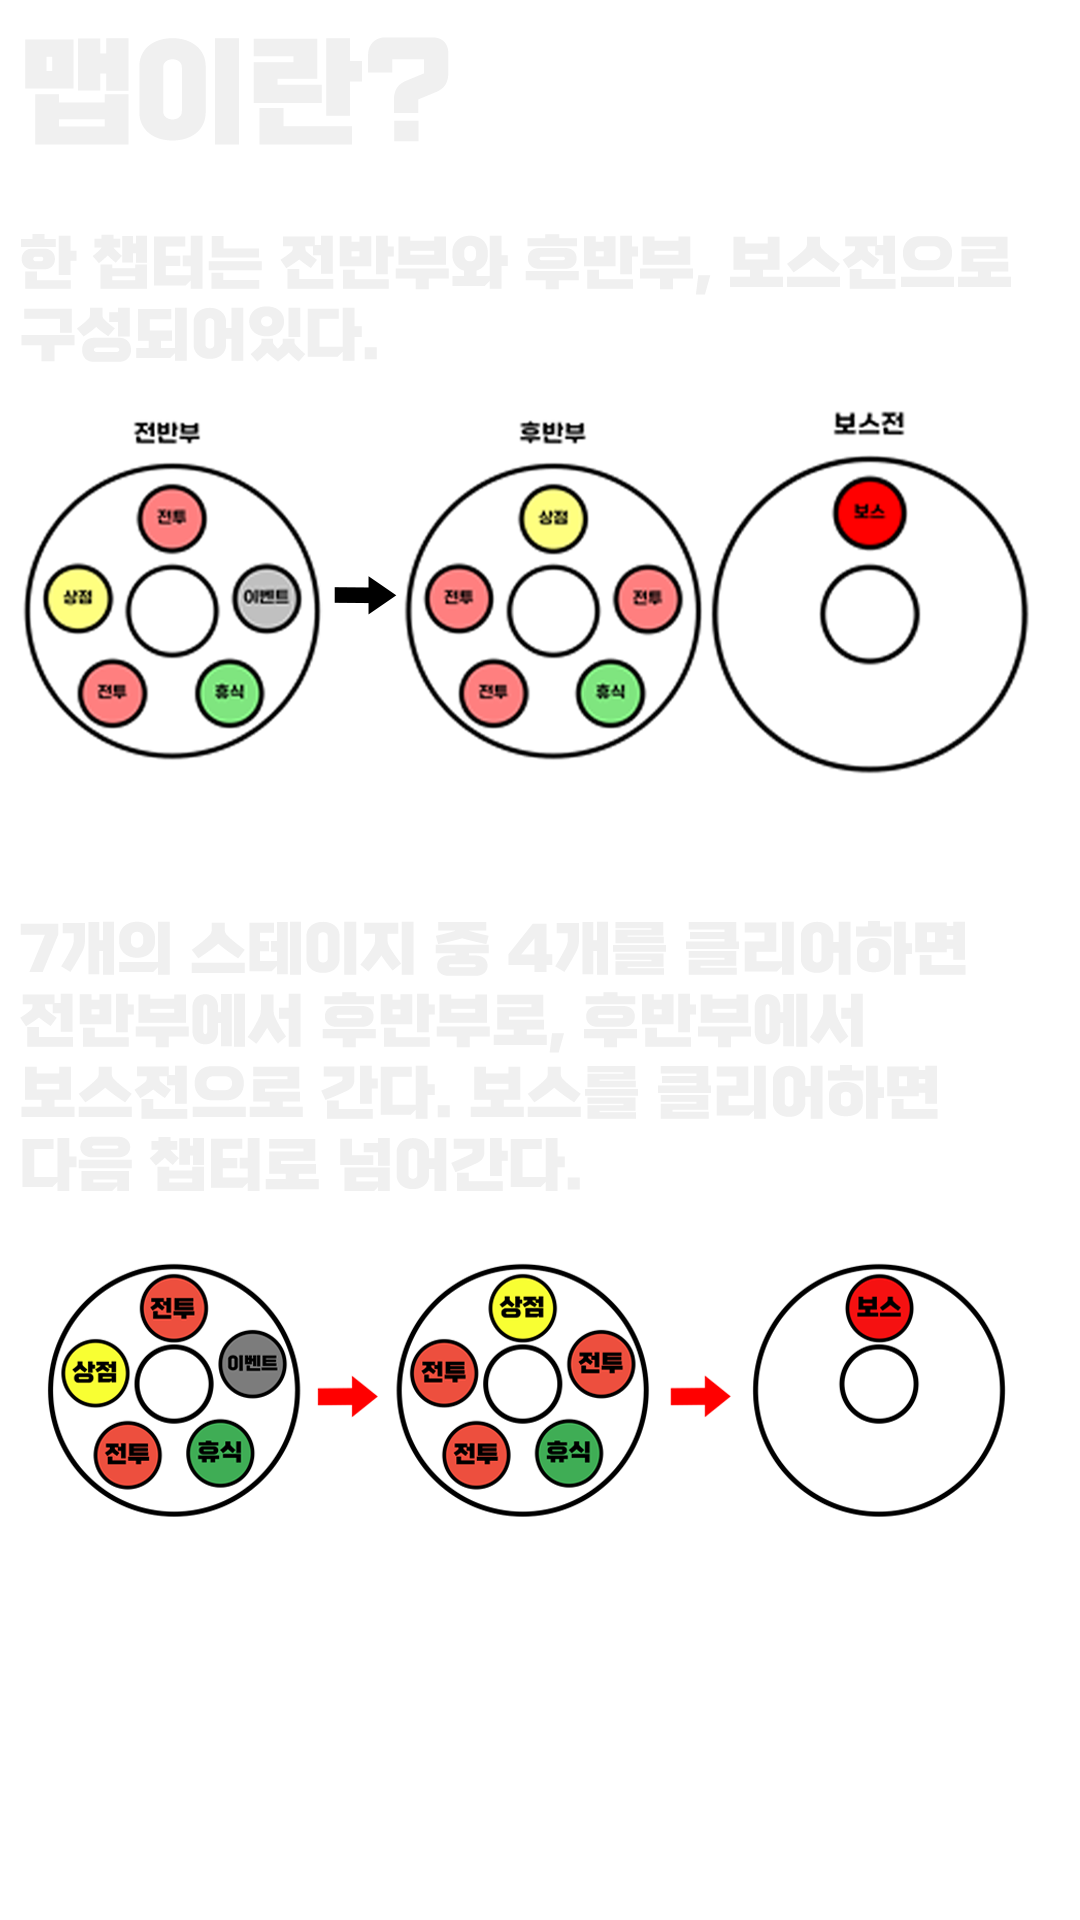 맵이란?
한 챕터는 전반부와 후반부, 보스전으로
구성되어있다.
전반부
후반부
보스전
전투
상점
이벤트
전투
휴식
상점
전투
전투
전투
휴식
보스
7개의 스테이지 중 4개를 클리어하면
전반부에서 후반부로, 후반부에서
보스전으로 간다. 보스를 클리어하면
다음 챕터로 넘어간다.
전투
상점
이벤트
전투
휴식
상점
전투
전투
전투
휴식
보스